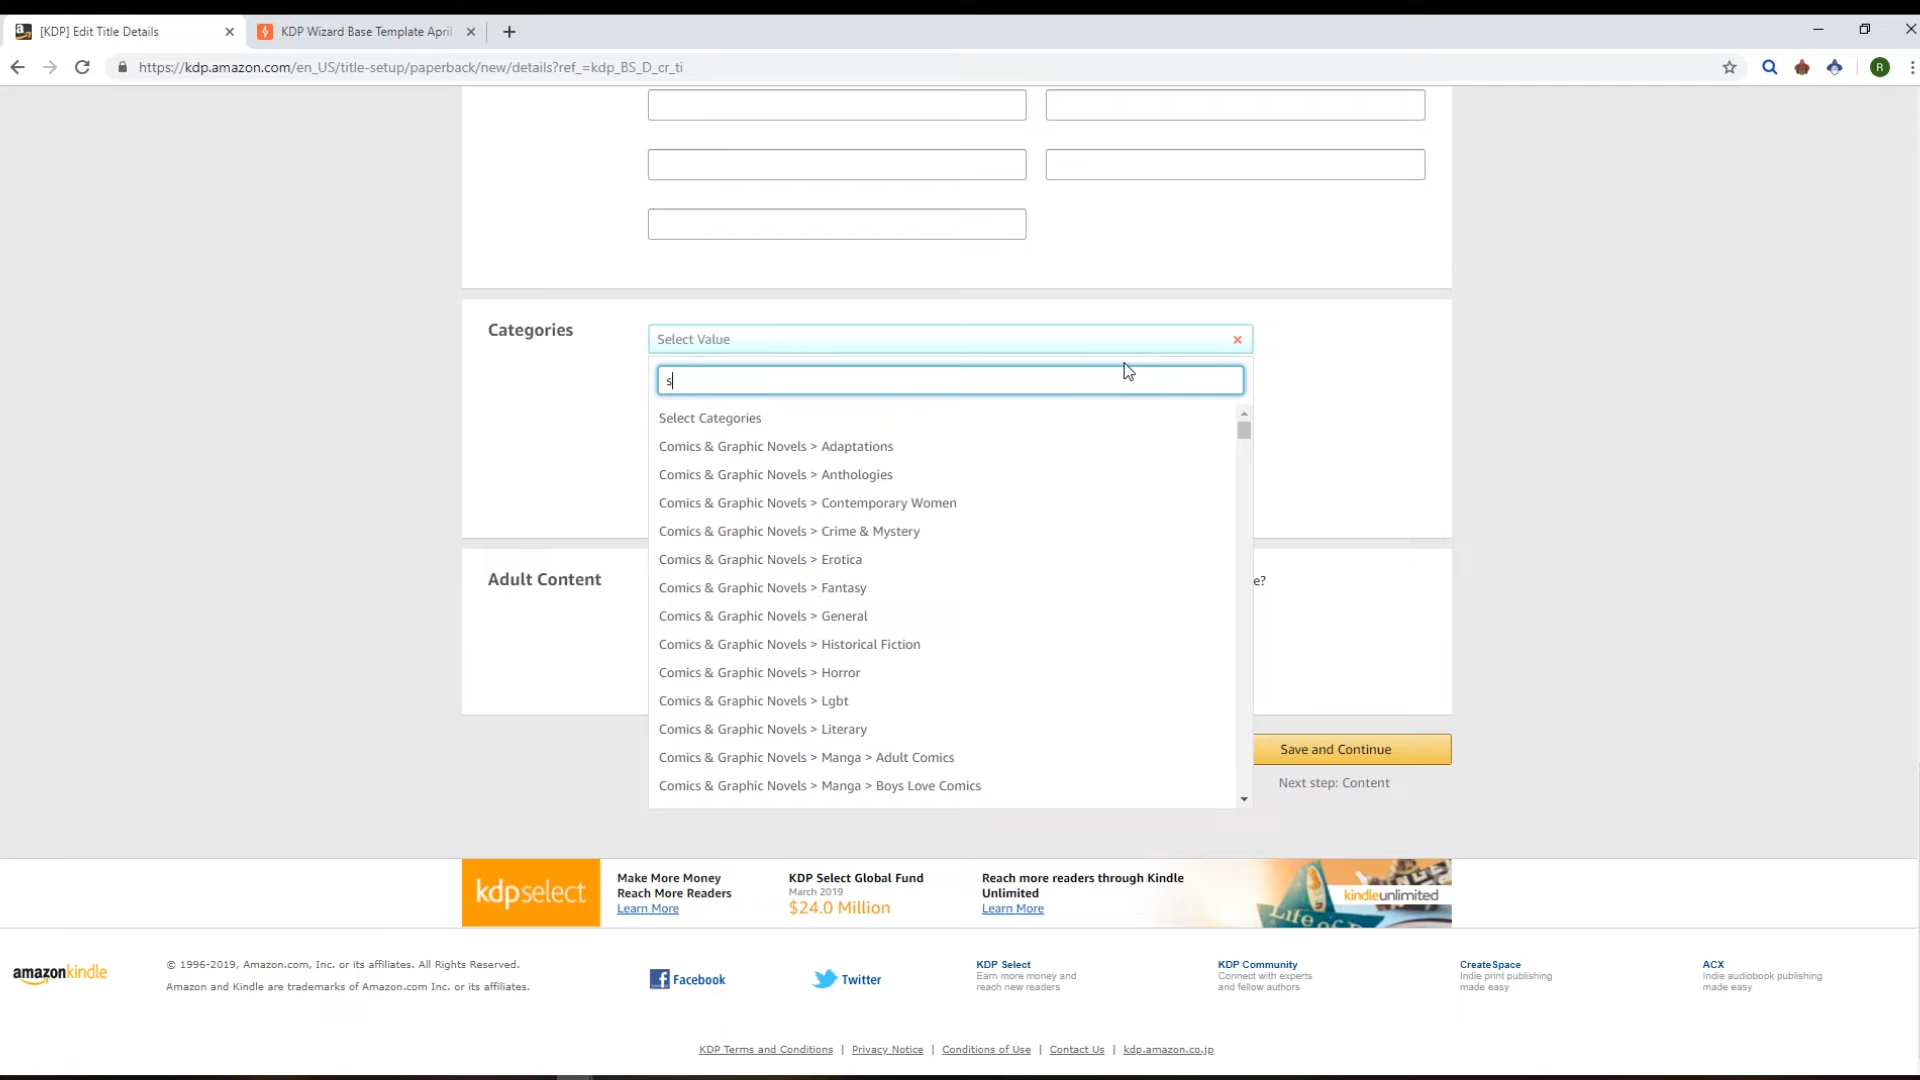 [KDP] Edit Title Details
KDP Wizard Base Template April
https://kdp.amazon.com/en_US/title-setup/paperback/new/details?ref_=kdp_BS_D_cr_ti
R
Categories
Select Value
s
Select Categories
Comics & Graphic Novels > Adaptations
Comics & Graphic Novels > Anthologies
Comics & Graphic Novels > Contemporary Women
Comics & Graphic Novels > Crime & Mystery
Comics & Graphic Novels > Erotica
Comics & Graphic Novels > Fantasy
Comics & Graphic Novels > General
Comics & Graphic Novels > Historical Fiction
Comics & Graphic Novels > Horror
Comics & Graphic Novels > Lgbt
Comics & Graphic Novels > Literary
Comics & Graphic Novels > Manga > Adult Comics
Comics & Graphic Novels > Manga > Boys Love Comics
Adult Content
e?
Save and Continue
Next step: Content
kdpselect
Make More Money
Reach More Readers
Learn More
KDP Select Global Fund
March 2019
$24.0 Million
Reach more readers through Kindle
Unlimited
Learn More
Life of
kindleunlimited
amazonkindle
© 1996-2019, Amazon.com, Inc. or its affiliates. All Rights Reserved.
Amazon and Kindle are trademarks of Amazon.com Inc. or its affiliates.
Facebook
Twitter
KDP Select
Earn more money and
reach new readers
KDP Community
Connect with experts
and fellow authors
CreateSpace
Indie print publishing
made easy
ACX
Indie audiobook publishing
made easy
KDP Terms and Conditions | Privacy Notice | Conditions of Use | Contact Us | kdp.amazon.co.jp